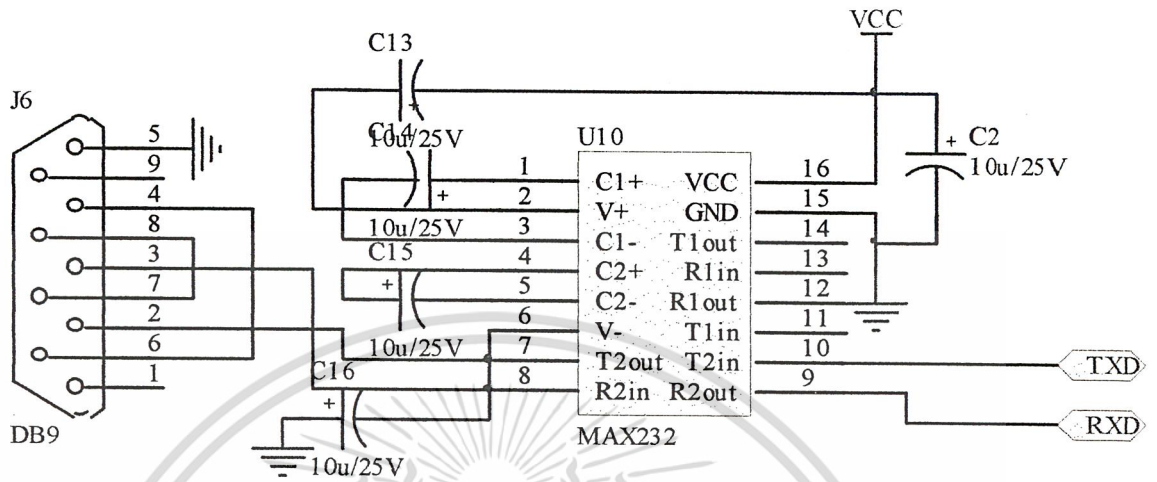 VCC
C13
J6
10u/25V
C14
U10
C2
10u/25V
5
9
4
8
3
7
2
6
1
DB9
10u/25V
C15
10u/25V
C16
10u/25V
1
2
3
4
5
6
7
8
C1+ VCC
V+ GND
C1- T1out
C2+ R1in
C2- R1out
V- T1in
T2out T2in
R2in R2out
MAX232
16
15
14
13
12
11
10
9
TXD
RXD